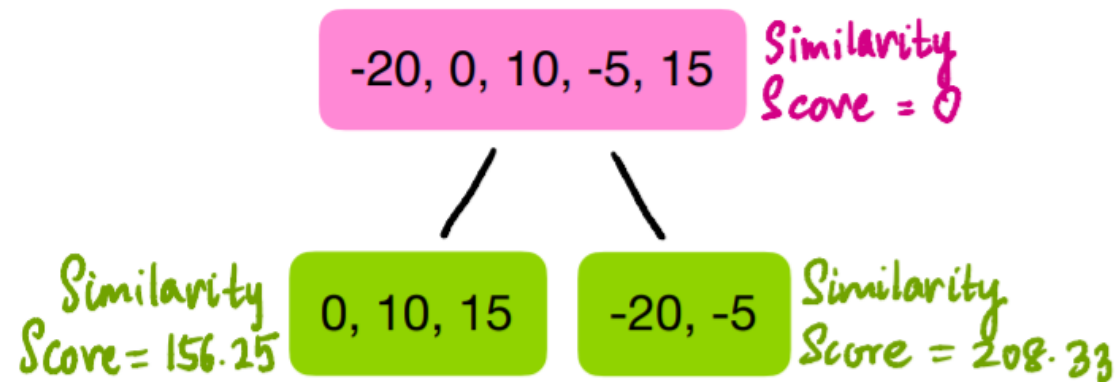 -20, 0, 10, -5, 15
Similarity
Score = 0
Similarity
Score = 156.25
0, 10, 15
-20, -5
Similarity
Score = 208.33